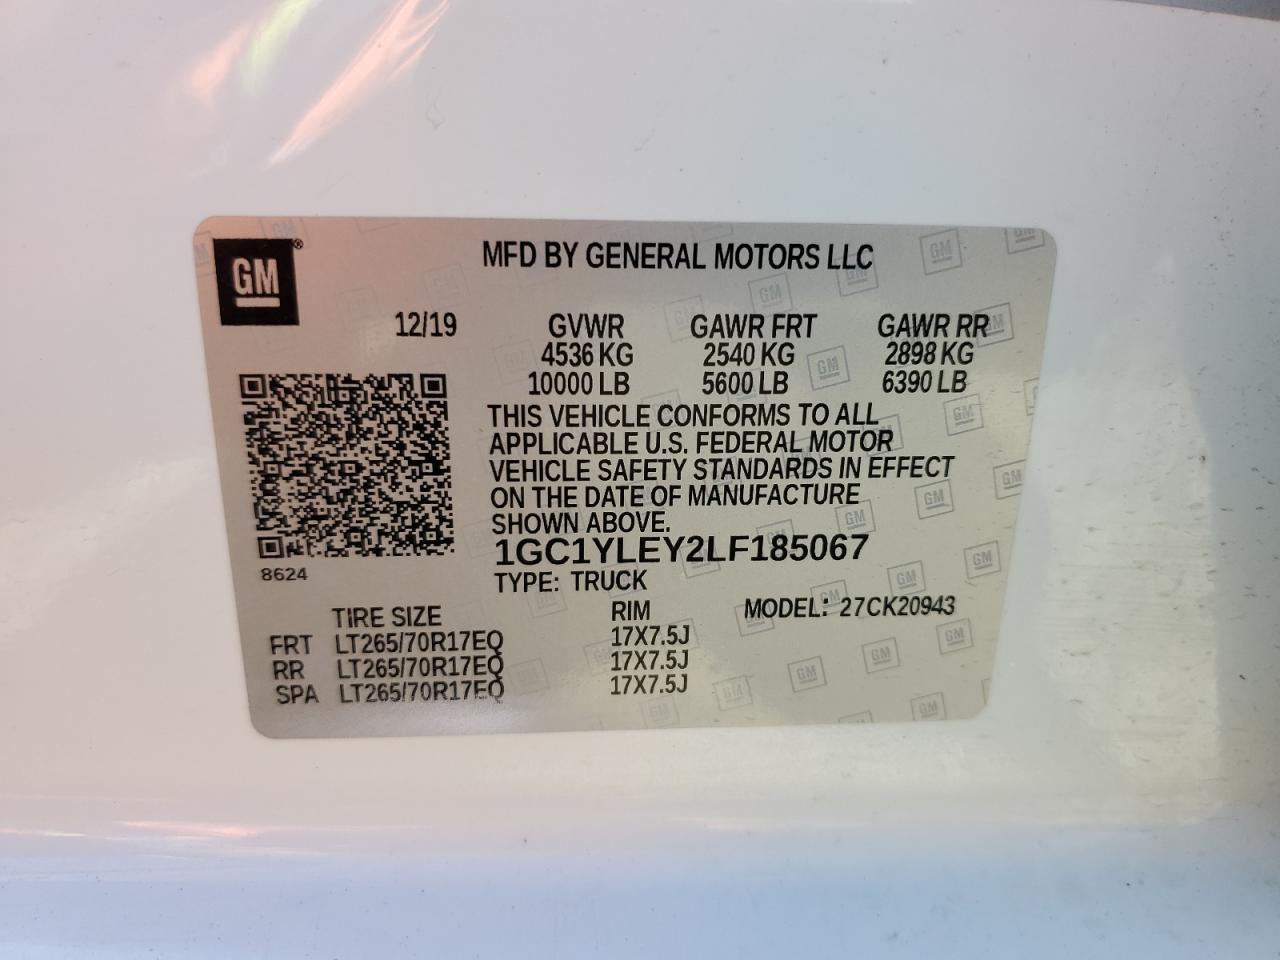 GM®
MFD BY GENERAL MOTORS LLC
12/19 GVWR GAWR FRT GAWR RR
4536 KG 2540 KG 2898 KG
10000 LB 5600 LB 6390 LB
THIS VEHICLE CONFORMS TO ALL
APPLICABLE U.S. FEDERAL MOTOR
VEHICLE SAFETY STANDARDS IN EFFECT
ON THE DATE OF MANUFACTURE
SHOWN ABOVE.
1GC1YLEY2LF185067
8624
TYPE: TRUCK
TIRE SIZE RIM MODEL: 27CK20943
FRT LT265/70R17EQ 17X7.5J
RR LT265/70R17EQ 17X7.5J
SPA LT265/70R17EQ 17X7.5J